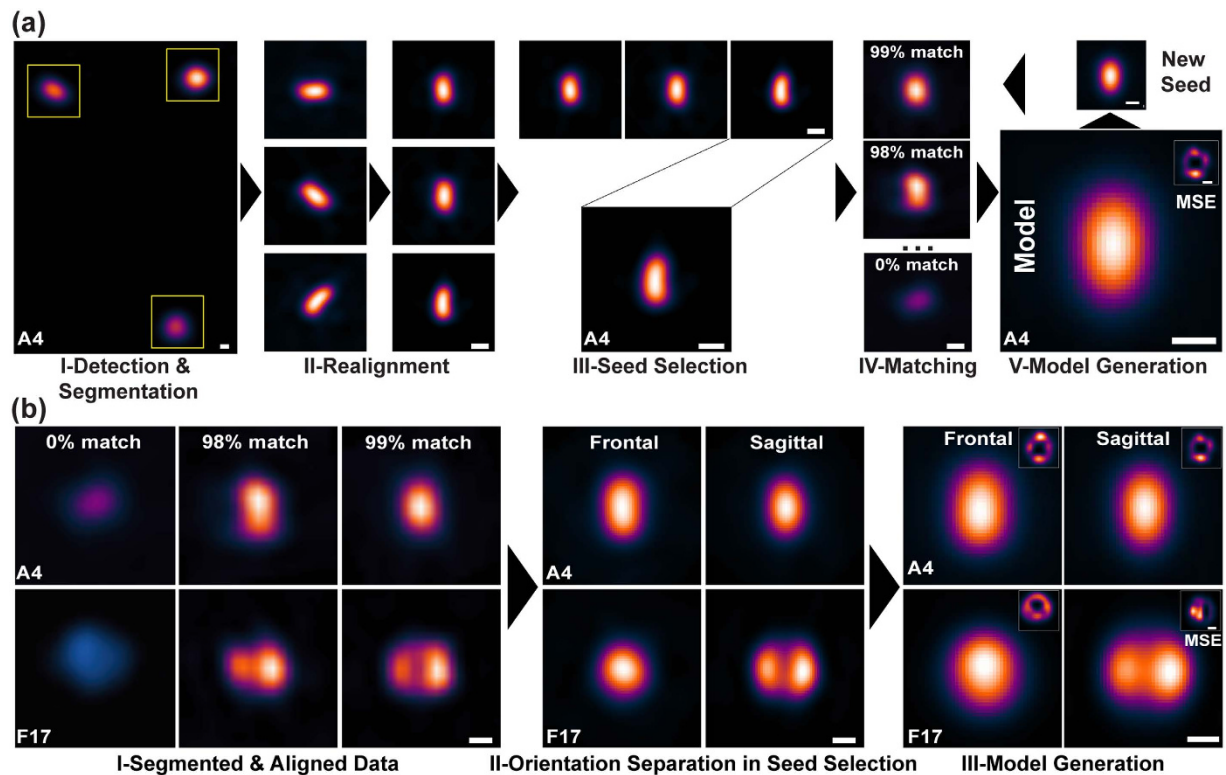 (a)
99% match
New
Seed
98% match
MSE
Model
0% match
A4
A4
A4
I-Detection &
Segmentation
II-Realignment
III-Seed Selection
IV-Matching
V-Model Generation
(b)
0% match
98% match
99% match
Frontal
Sagittal
Frontal
Sagittal
A4
A4
A4
MSE
F17
F17
F17
I-Segmented & Aligned Data
II-Orientation Separation in Seed Selection
III-Model Generation